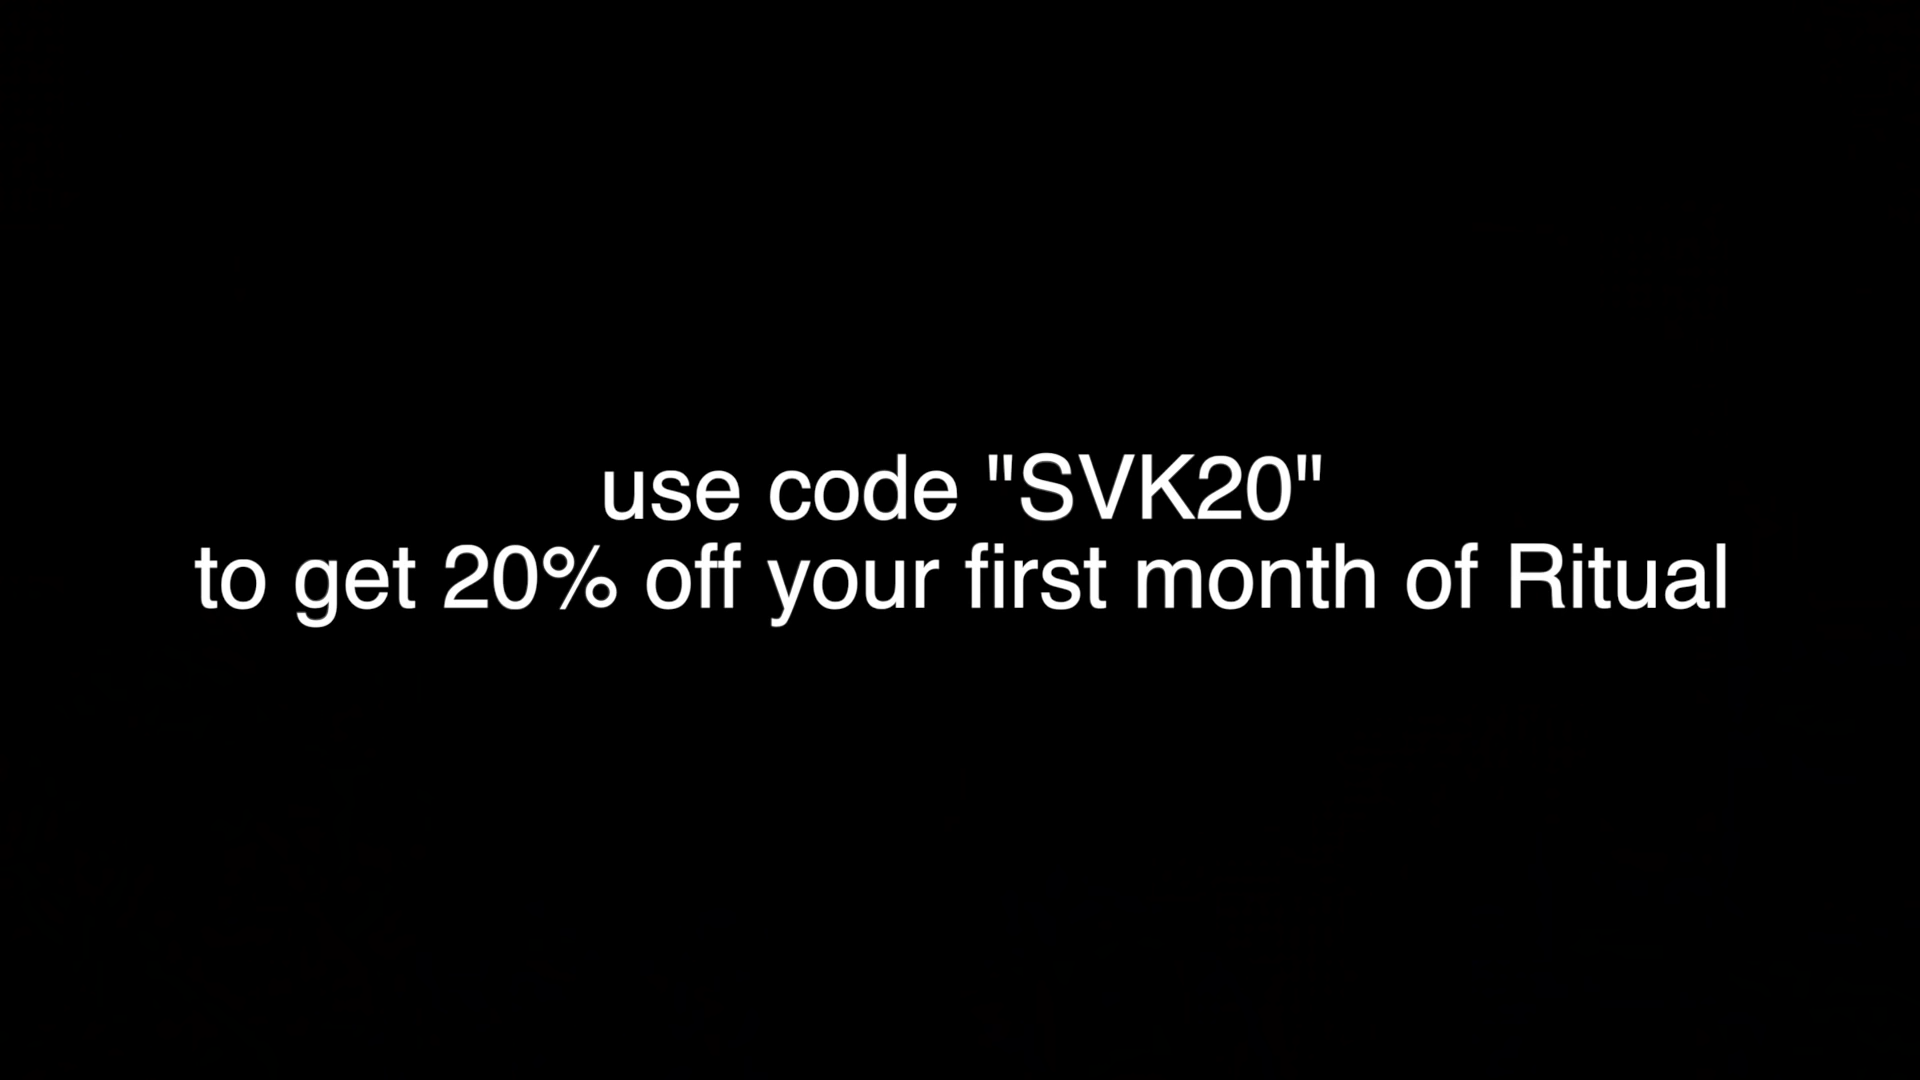 use code "SVK20"
to get 20% off your first month of Ritual